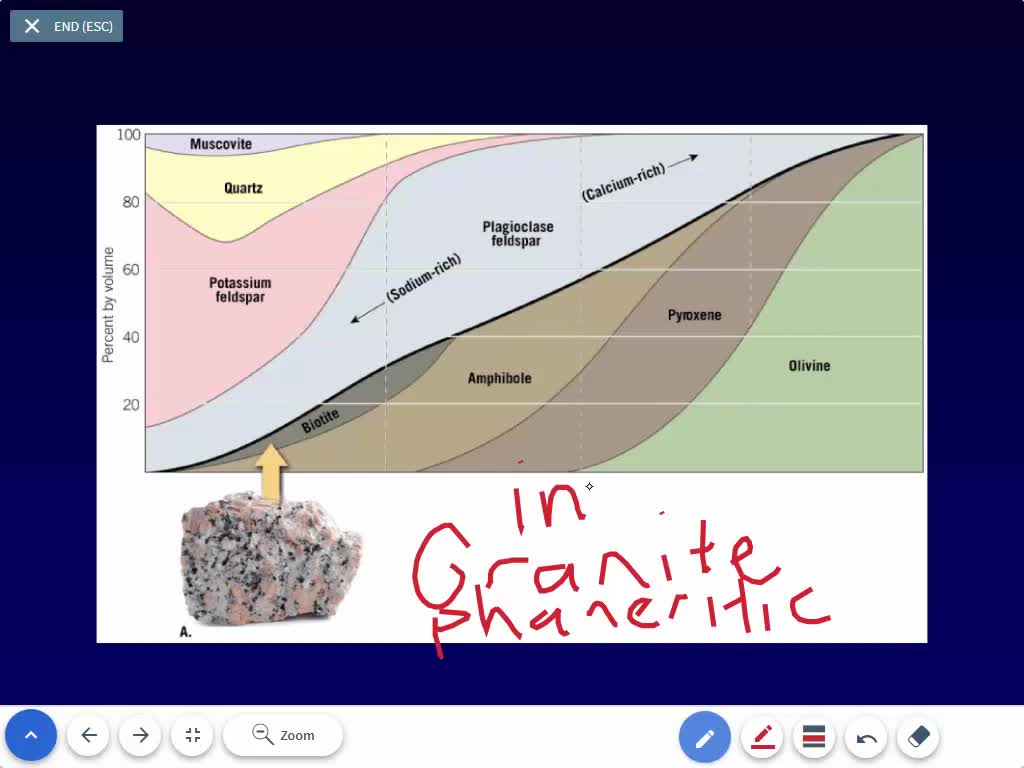 END (ESC)
100
80
60
40
20
Percent by volume
Muscovite
Quartz
Potassium
feldspar
(Sodium-rich)
Plagioclase
feldspar
(Calcium-rich)
Biotite
Amphibole
Pyroxene
Olivine
A.
in
Granite
phaneritic
Zoom